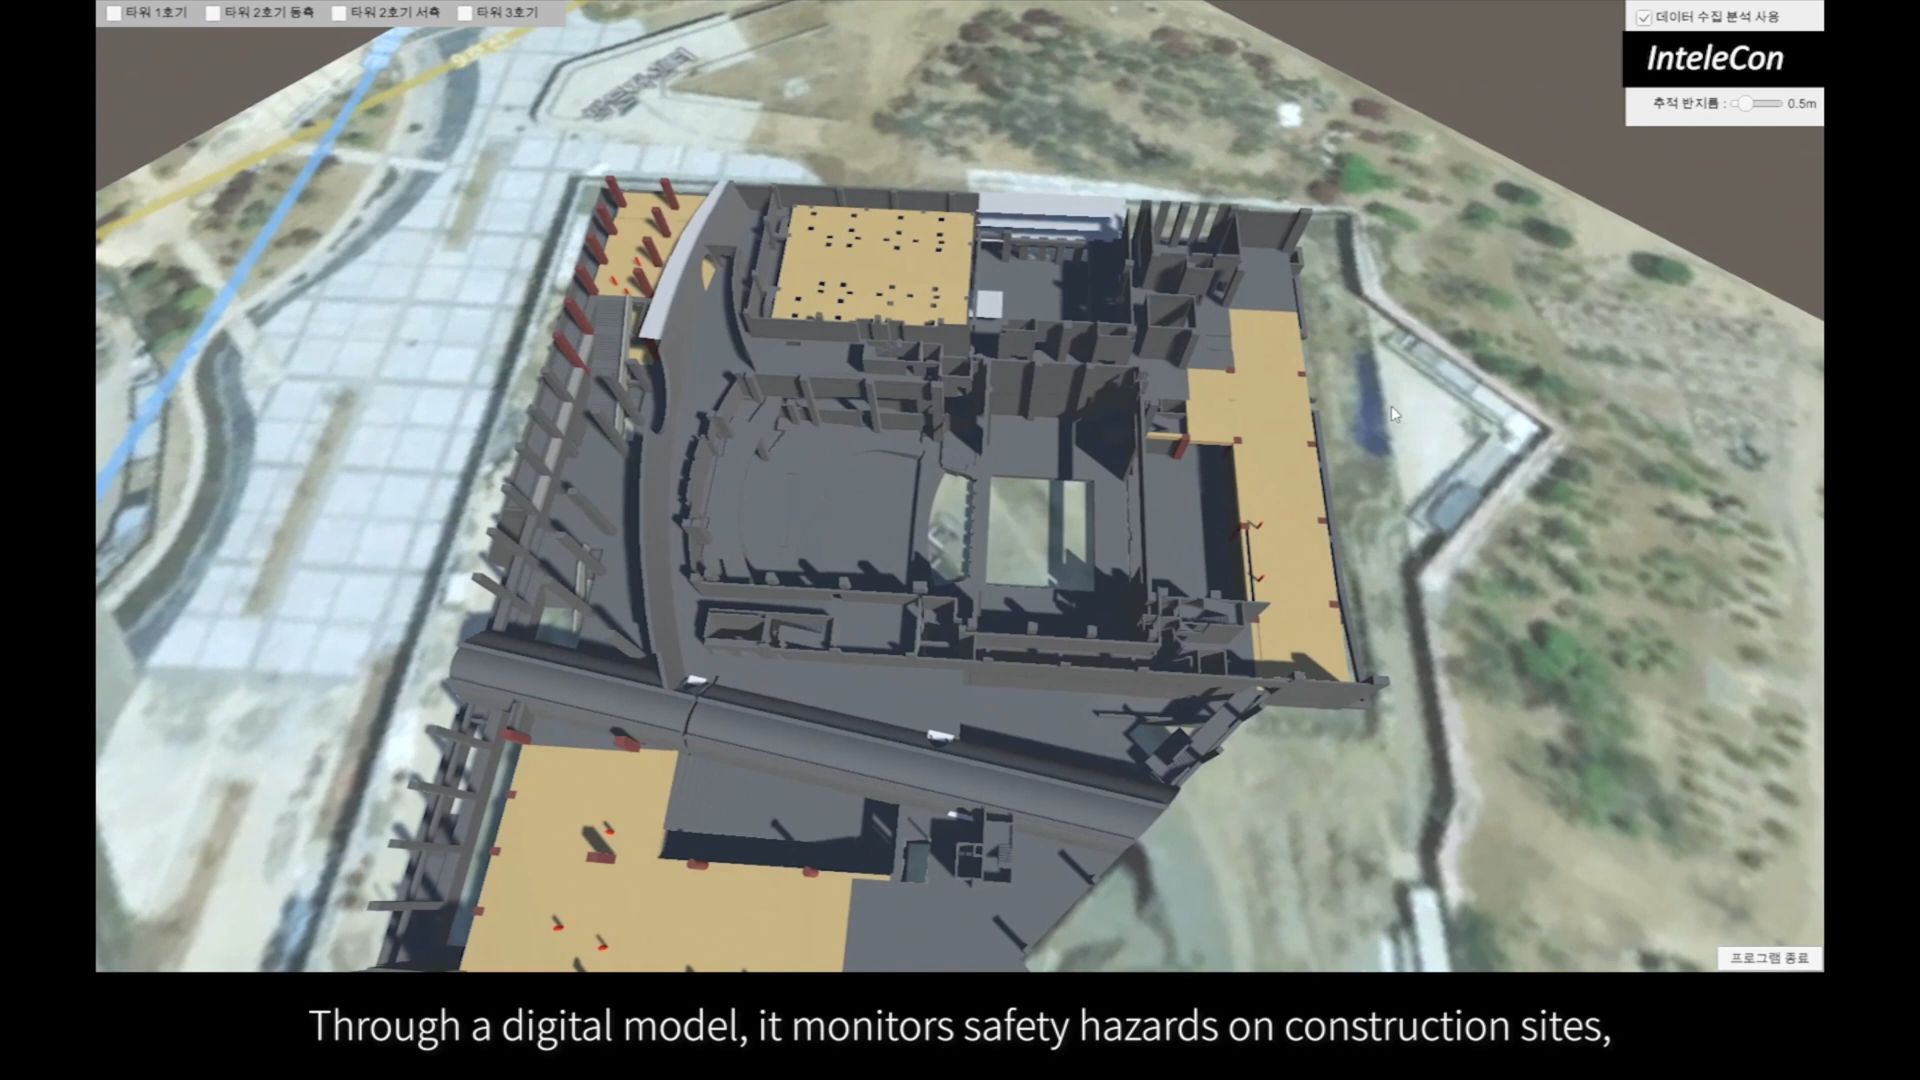 타워 1호기 타워 2호기 동측 타워 2호기 서측 타워 3호기
데이터 수집 분석 사용
InteleCon
추적 반지름 : 0.5m
프로그램 종료
Through a digital model, it monitors safety hazards on construction sites,